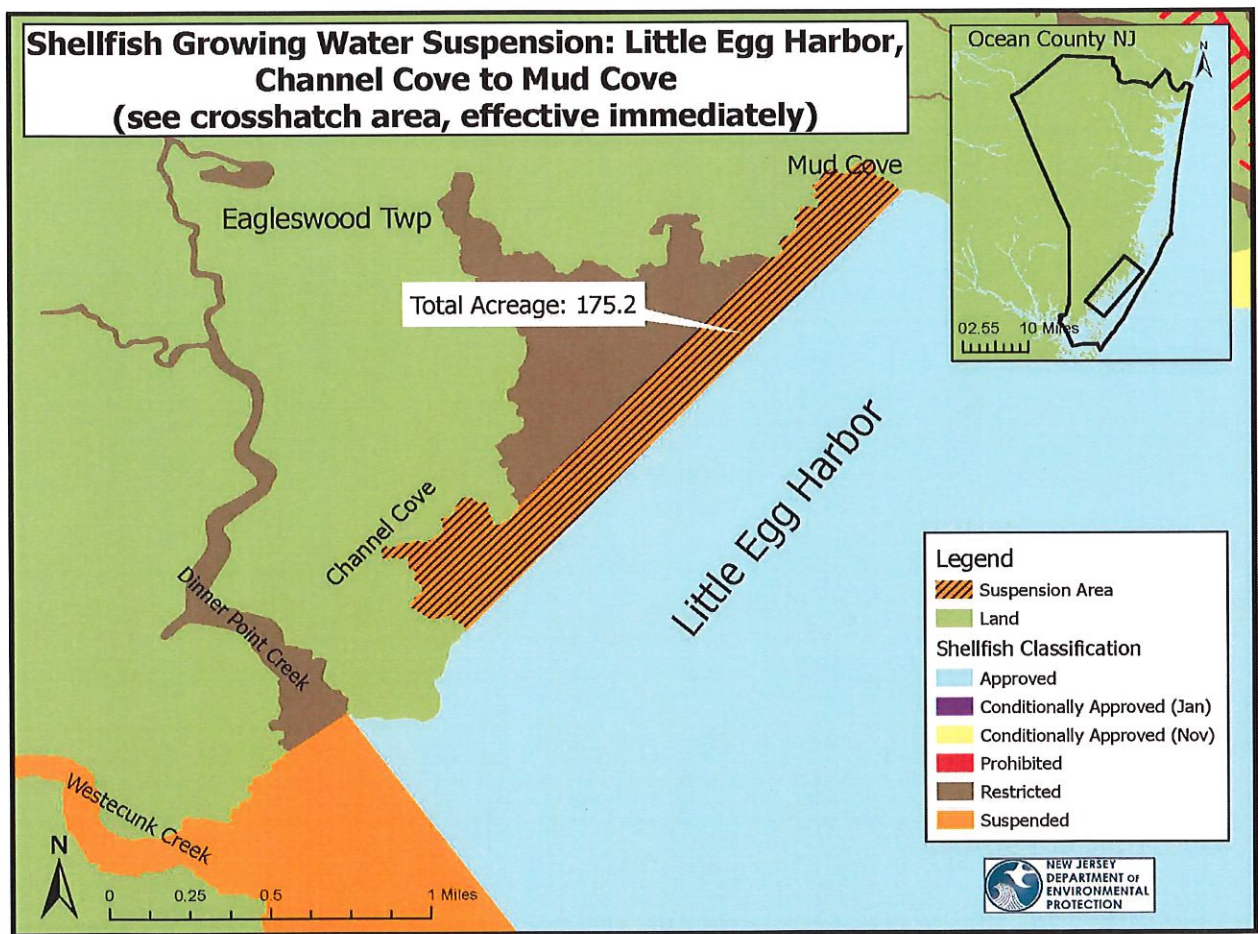 Shellfish Growing Water Suspension: Little Egg Harbor,
Channel Cove to Mud Cove
(see crosshatch area, effective immediately)
Ocean County NJ
N
02.55 10 Miles
Mud Cove
Eagleswood Twp
Total Acreage: 175.2
Little Egg Harbor
Channel Cove
Dinner Point Creek
Westecunk Creek
Legend
Suspension Area
Land
Shellfish Classification
Approved
Conditionally Approved (Jan)
Conditionally Approved (Nov)
Prohibited
Restricted
Suspended
N
0 0.25 0.5 1 Miles
NEW JERSEY
DEPARTMENT OF
ENVIRONMENTAL
PROTECTION